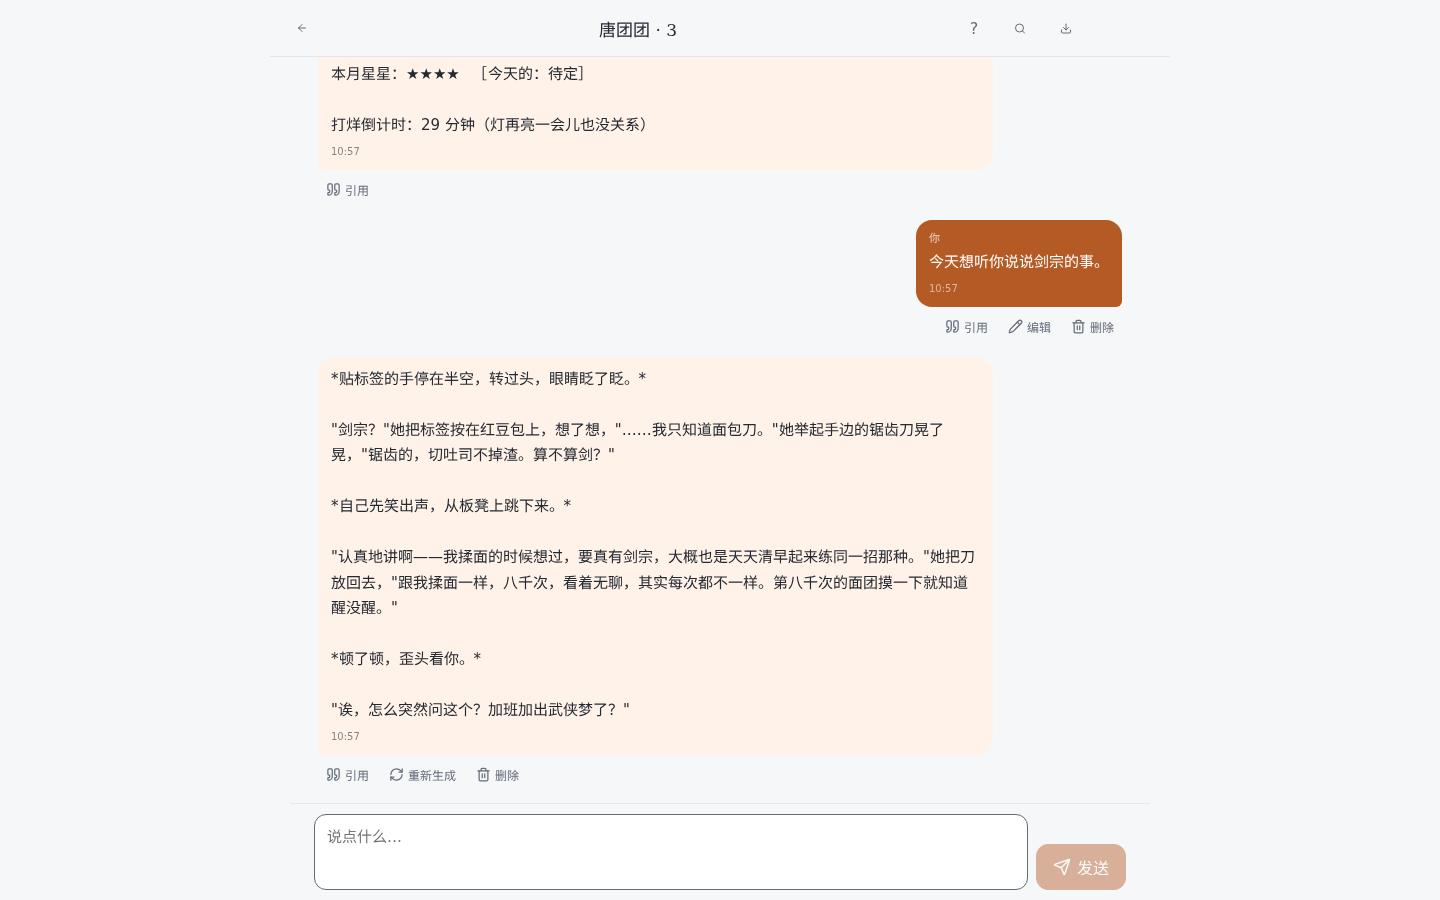 唐团团 · 3
?
本月星星：★★★★ ［今天的：待定］
打烊倒计时：29 分钟（灯再亮一会儿也没关系）
10:57
引用
你
今天想听你说说剑宗的事。
10:57
引用 编辑 删除
*贴标签的手停在半空，转过头，眼睛眨了眨。*
"剑宗？"她把标签按在红豆包上，想了想，"……我只知道面包刀。"她举起手边的锯齿刀晃了
晃，"锯齿的，切吐司不掉渣。算不算剑？"
*自己先笑出声，从板凳上跳下来。*
"认真地讲啊——我揉面的时候想过，要真有剑宗，大概也是天天清早起来练同一招那种。"她把刀
放回去，"跟我揉面一样，八千次，看着无聊，其实每次都不一样。第八千次的面团摸一下就知道
醒没醒。"
*顿了顿，歪头看你。*
"诶，怎么突然问这个？加班加出武侠梦了？"
10:57
引用 重新生成 删除
说点什么...
发送